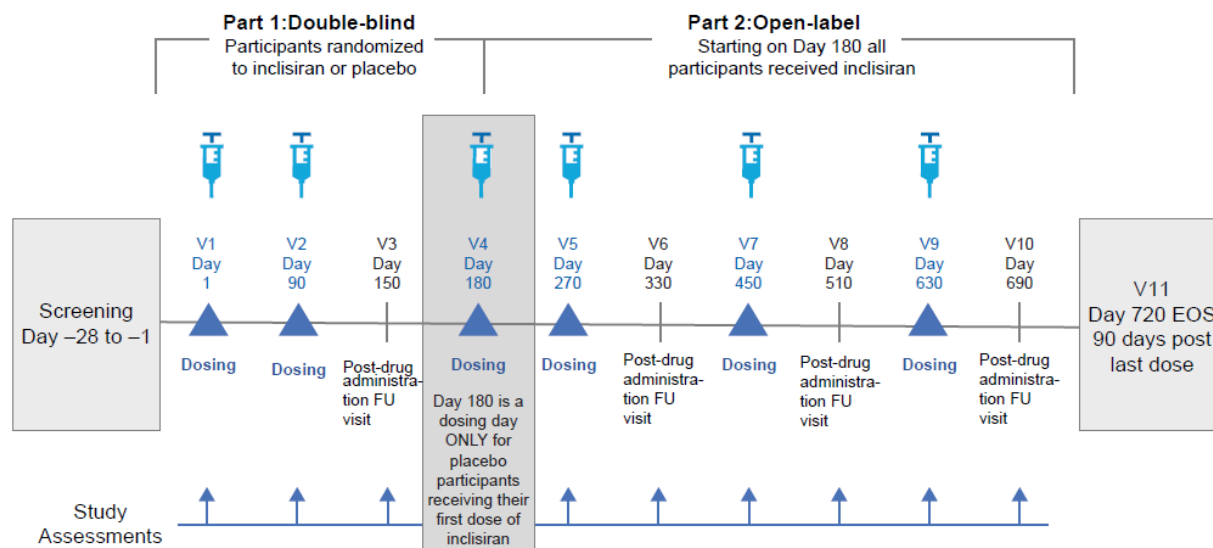 Part 1:Double-blind
Participants randomized
to inclisiran or placebo
Part 2:Open-label
Starting on Day 180 all
participants received inclisiran
Screening
Day –28 to –1
V1
Day
1
Dosing
V2
Day
90
Dosing
V3
Day
150
Post-drug
administra-
tion FU
visit
V4
Day
180
Dosing
Day 180 is a
dosing day
ONLY for
placebo
participants
receiving their
first dose of
inclisiran
V5
Day
270
Dosing
V6
Day
330
Post-drug
administra-
tion FU
visit
V7
Day
450
Dosing
V8
Day
510
Post-drug
administra-
tion FU
visit
V9
Day
630
Dosing
V10
Day
690
Post-drug
administra-
tion FU
visit
V11
Day 720 EOS
90 days post
last dose
Study
Assessments